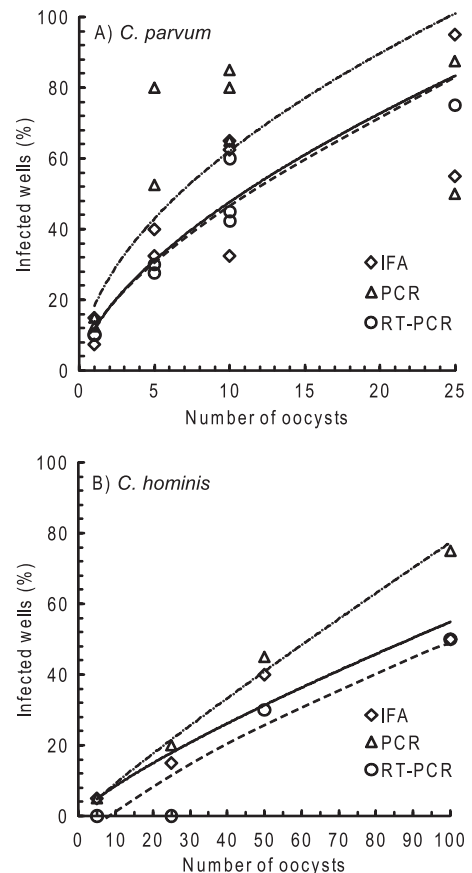 A) C. parvum
100
80
60
40
20
0
Infected wells (%)
IFA
PCR
RT-PCR
0 5 10 15 20 25
Number of oocysts
B) C. hominis
100
80
60
40
20
0
Infected wells (%)
IFA
PCR
RT-PCR
0 10 20 30 40 50 60 70 80 90 100
Number of oocysts